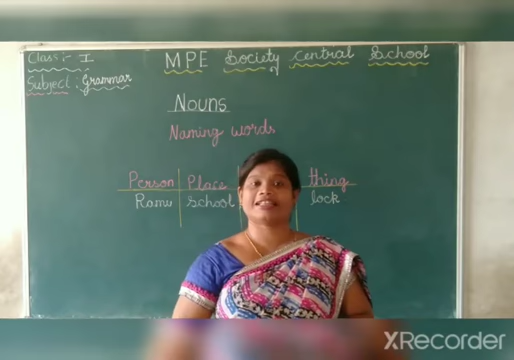 Class:- I
MPE Society Central School
Subject:- Grammar
Nouns
Naming words
Person Place thing
Ramu School lock
XRecorder